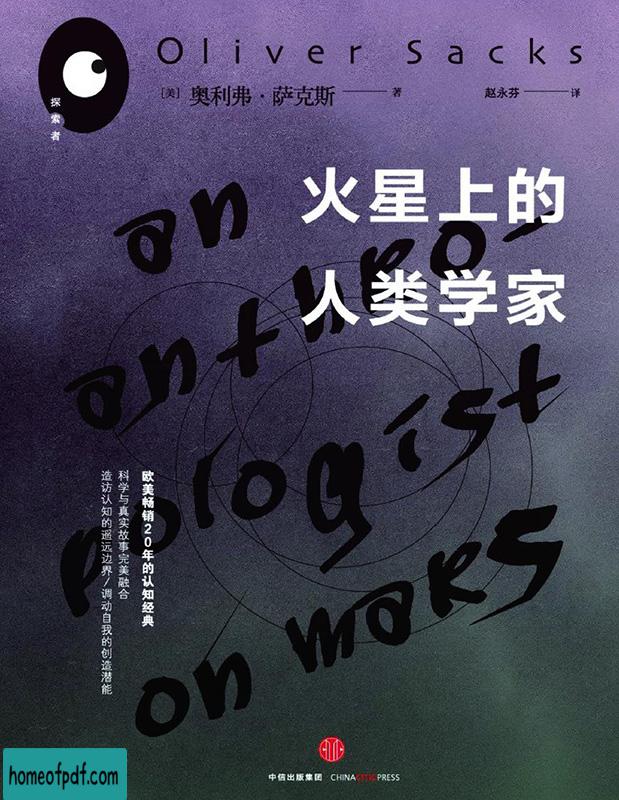 Oliver Sacks
[美] 奥利弗·萨克斯 著 赵永芬 译
探索者
火星上的
人类学家
an
anthro-
pologist
on mars
欧美畅销20年的认知经典
科学与真实故事完美融合
造访认知的遥远边界/调动自我的创造潜能
中信出版集团 CHINA CITIC PRESS
homeofpdf.com